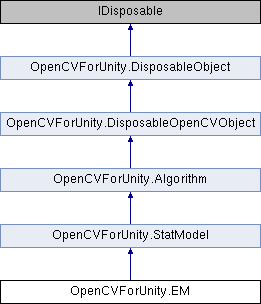 IDisposable
OpenCVForUnity.DisposableObject
OpenCVForUnity.DisposableOpenCVObject
OpenCVForUnity.Algorithm
OpenCVForUnity.StatModel
OpenCVForUnity.EM